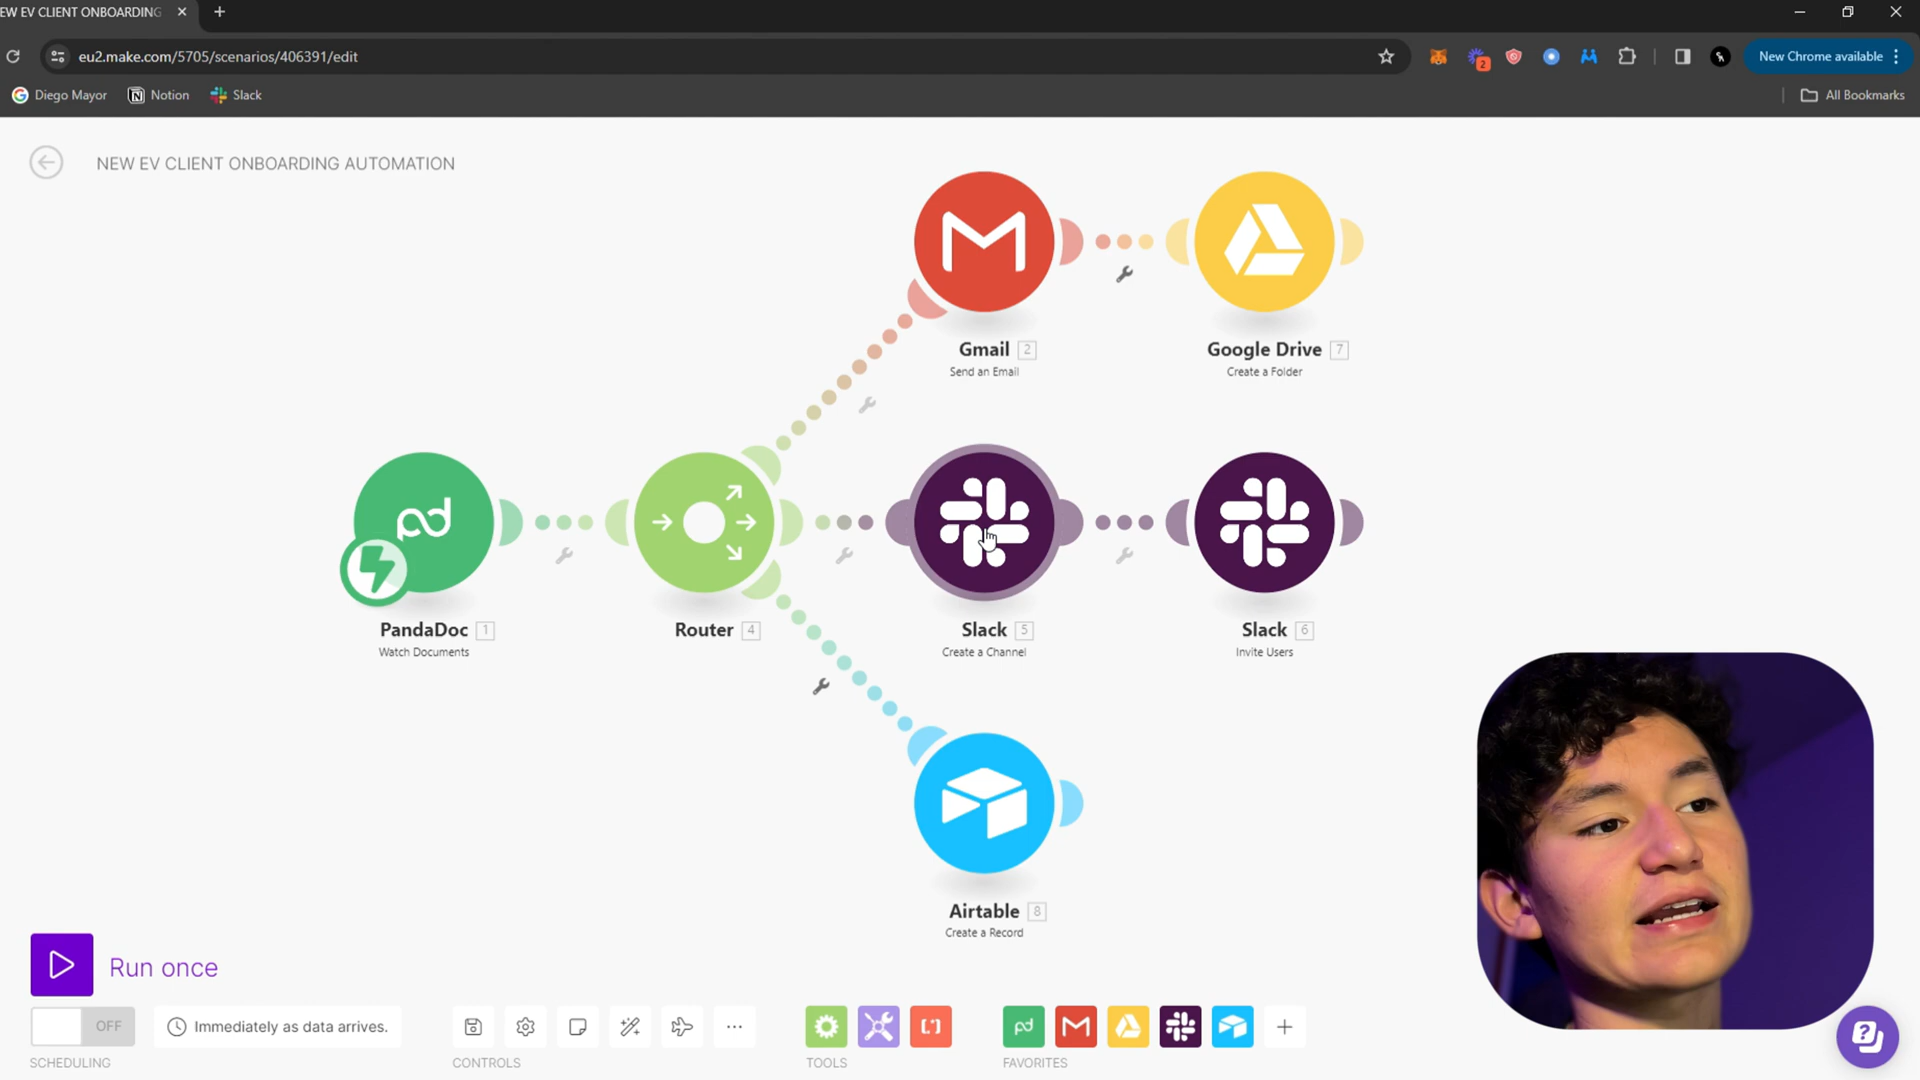 EW EV CLIENT ONBOARDING
eu2.make.com/5705/scenarios/406391/edit
2
New Chrome available
Diego Mayor
Notion
Slack
All Bookmarks
NEW EV CLIENT ONBOARDING AUTOMATION
Gmail 2
Send an Email
Google Drive 7
Create a Folder
PandaDoc 1
Watch Documents
Router 4
Slack 5
Create a Channel
Slack 6
Invite Users
Airtable 8
Create a Record
Run once
OFF
Immediately as data arrives.
SCHEDULING
CONTROLS
TOOLS
FAVORITES